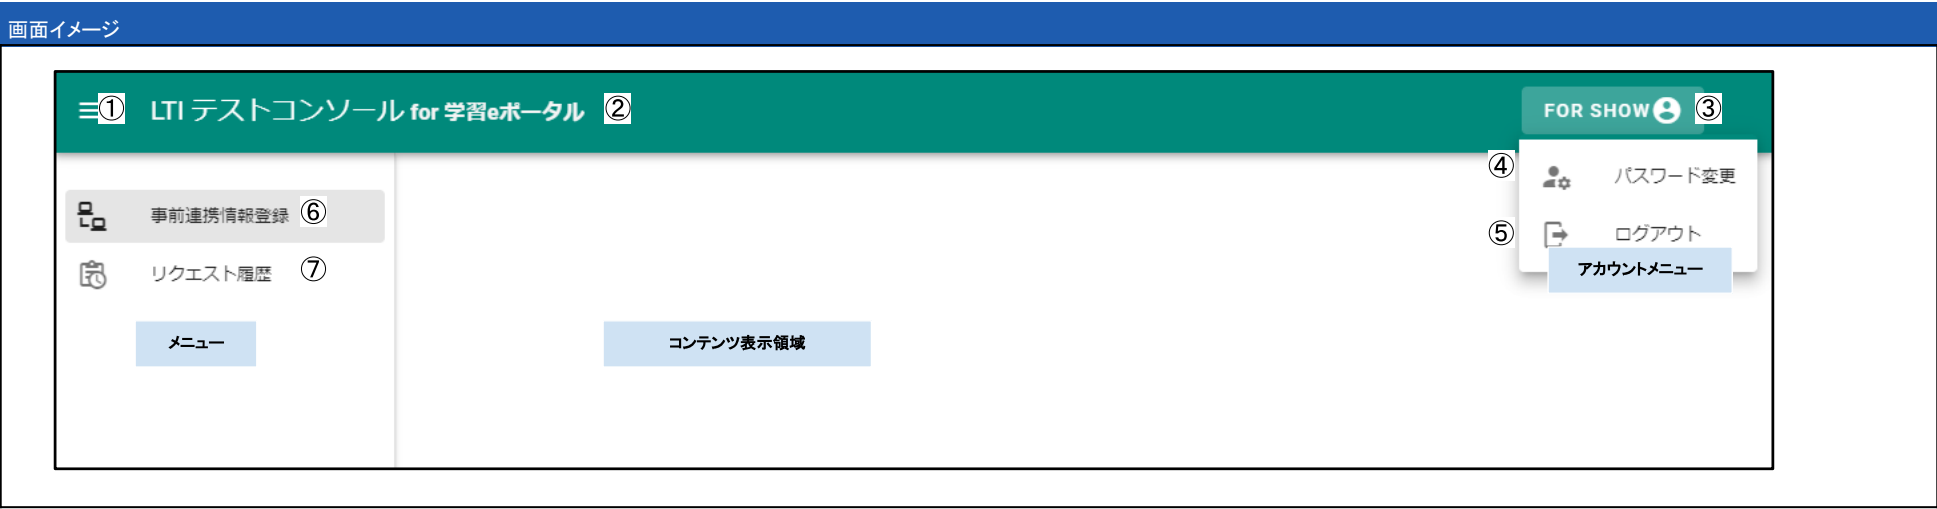 画面イメージ
① LTI テストコンソール for 学習eポータル ②
FOR SHOW ③
④ パスワード変更
⑤ ログアウト
アカウントメニュー
事前連携情報登録 ⑥
リクエスト履歴 ⑦
メニュー
コンテンツ表示領域